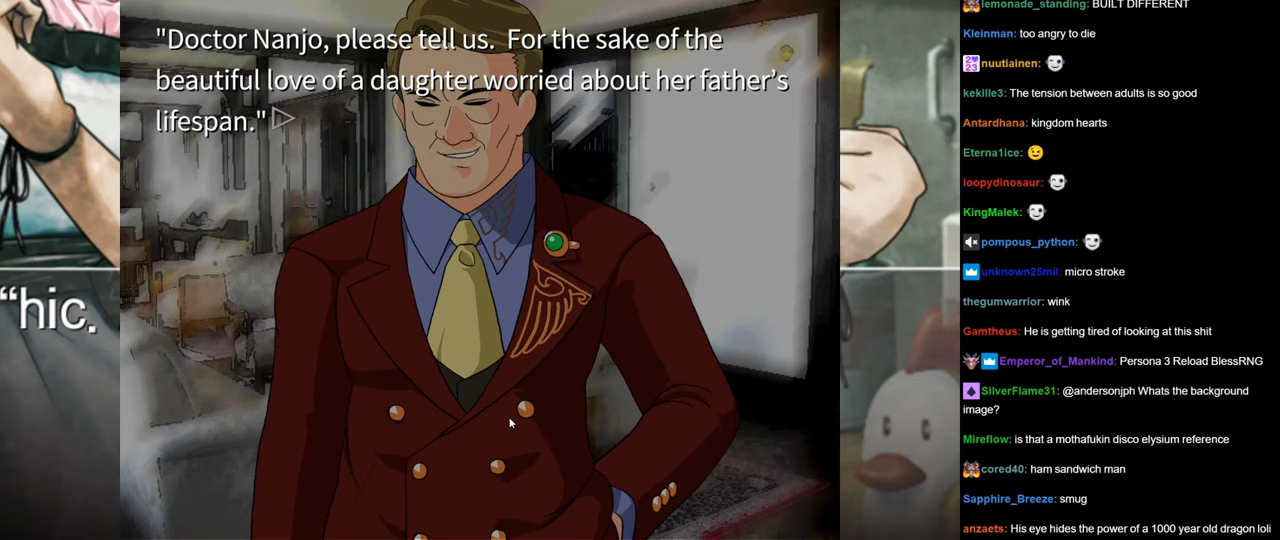 "Doctor Nanjo, please tell us.  For the sake of the
beautiful love of a daughter worried about her father's
lifespan."
"hic.
lemonade_standing: BUILT DIFFERENT
Kleinman: too angry to die
nuutiainen:
kekille3: The tension between adults is so good
Antardhana: kingdom hearts
Eterna1ice: 😉
loopydinosaur:
KingMalek:
pompous_python:
unknown25mil: micro stroke
thegumwarrior: wink
Gamtheus: He is getting tired of looking at this shit
Emperor_of_Mankind: Persona 3 Reload BlessRNG
SilverFlame31: @andersonjph Whats the background
image?
Mireflow: is that a mothafukin disco elysium reference
cored40: ham sandwich man
Sapphire_Breeze: smug
anzaets: His eye hides the power of a 1000 year old dragon loli